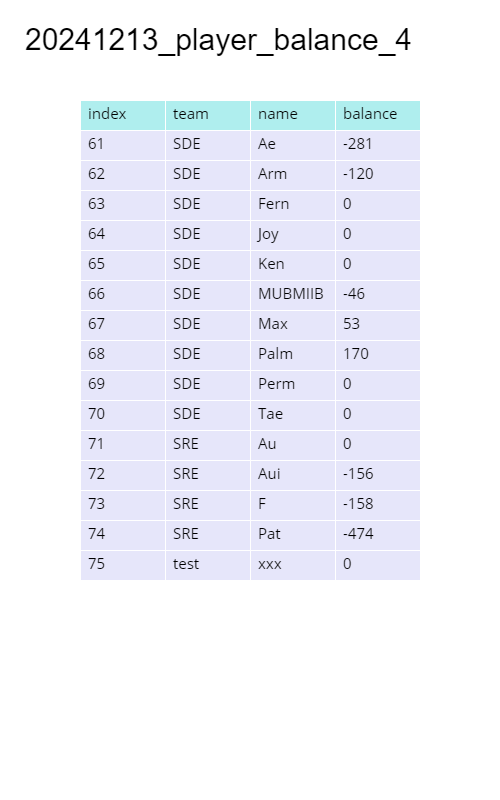 20241213_player_balance_4
index team name balance
61 SDE Ae -281
62 SDE Arm -120
63 SDE Fern 0
64 SDE Joy 0
65 SDE Ken 0
66 SDE MUBMIIB -46
67 SDE Max 53
68 SDE Palm 170
69 SDE Perm 0
70 SDE Tae 0
71 SRE Au 0
72 SRE Aui -156
73 SRE F -158
74 SRE Pat -474
75 test xxx 0